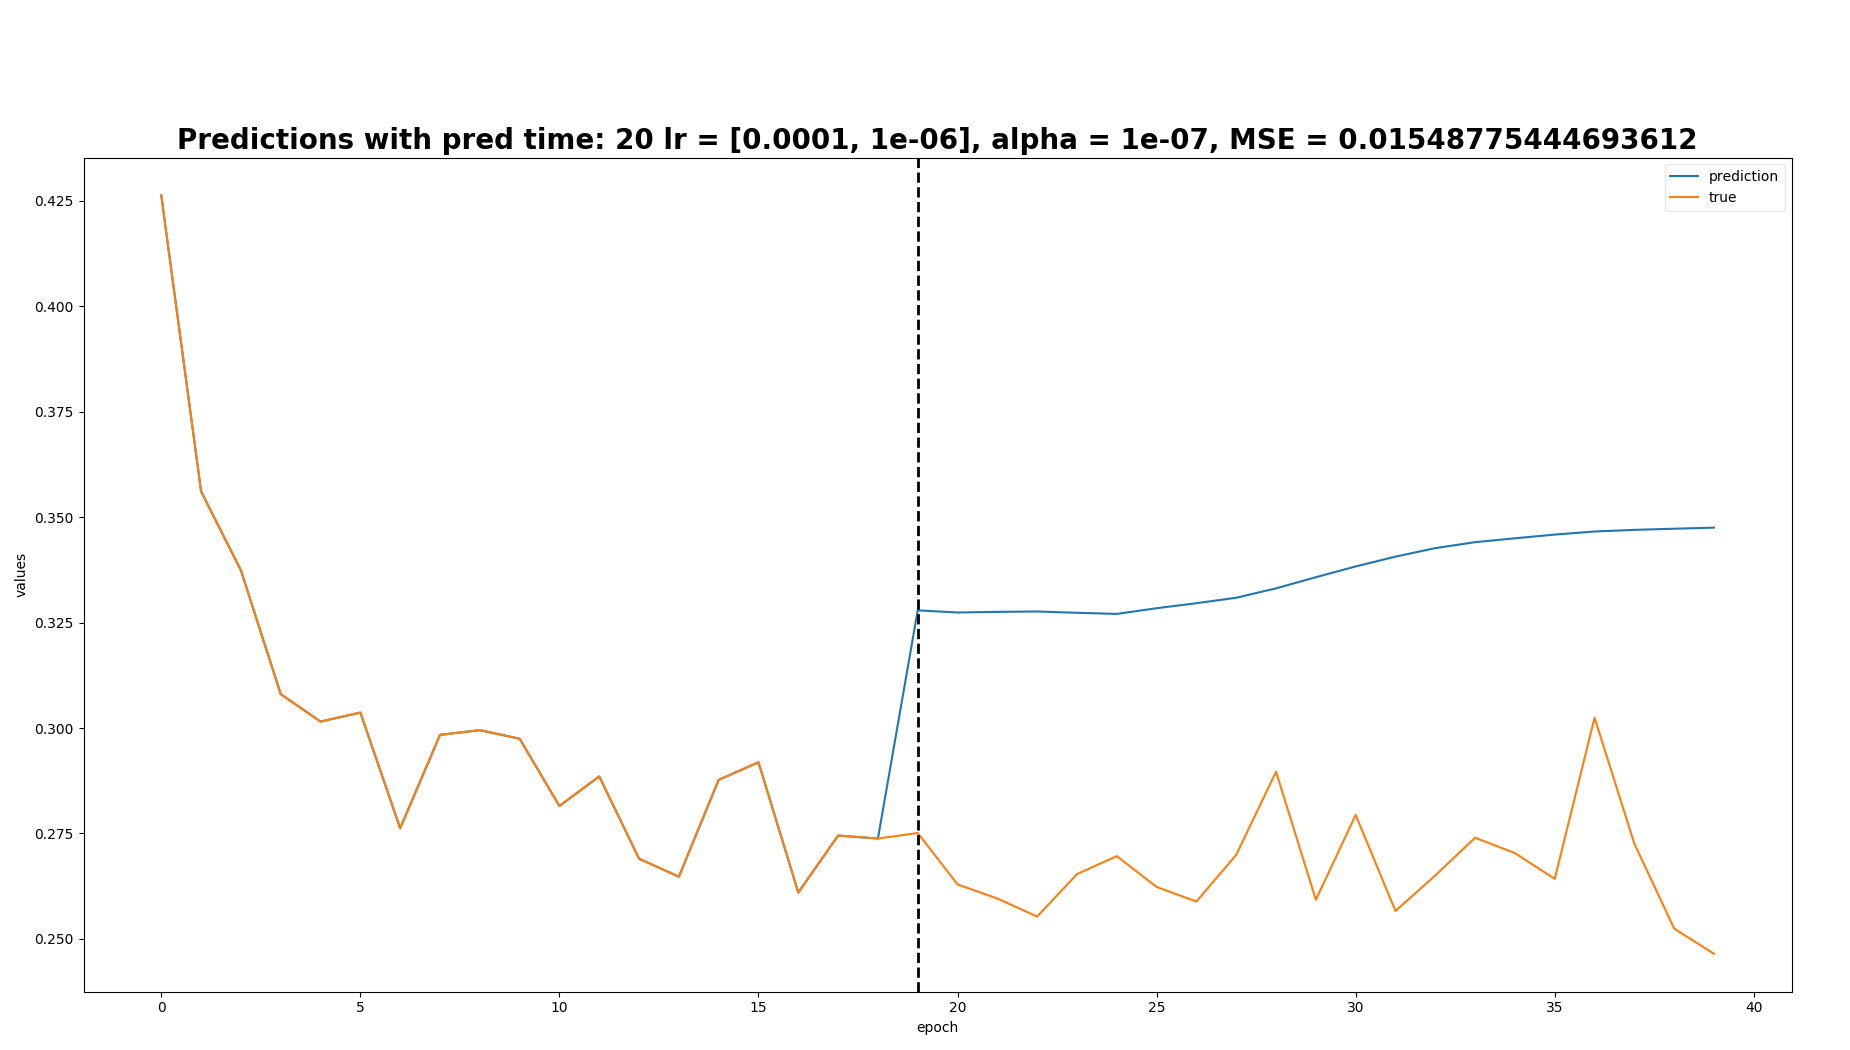 Predictions with pred time: 20 lr = [0.0001, 1e-06], alpha = 1e-07, MSE = 0.01548775444693612
prediction
true
0.425
0.400
0.375
0.350
0.325
0.300
0.275
0.250
values
0 5 10 15 20 25 30 35 40
epoch